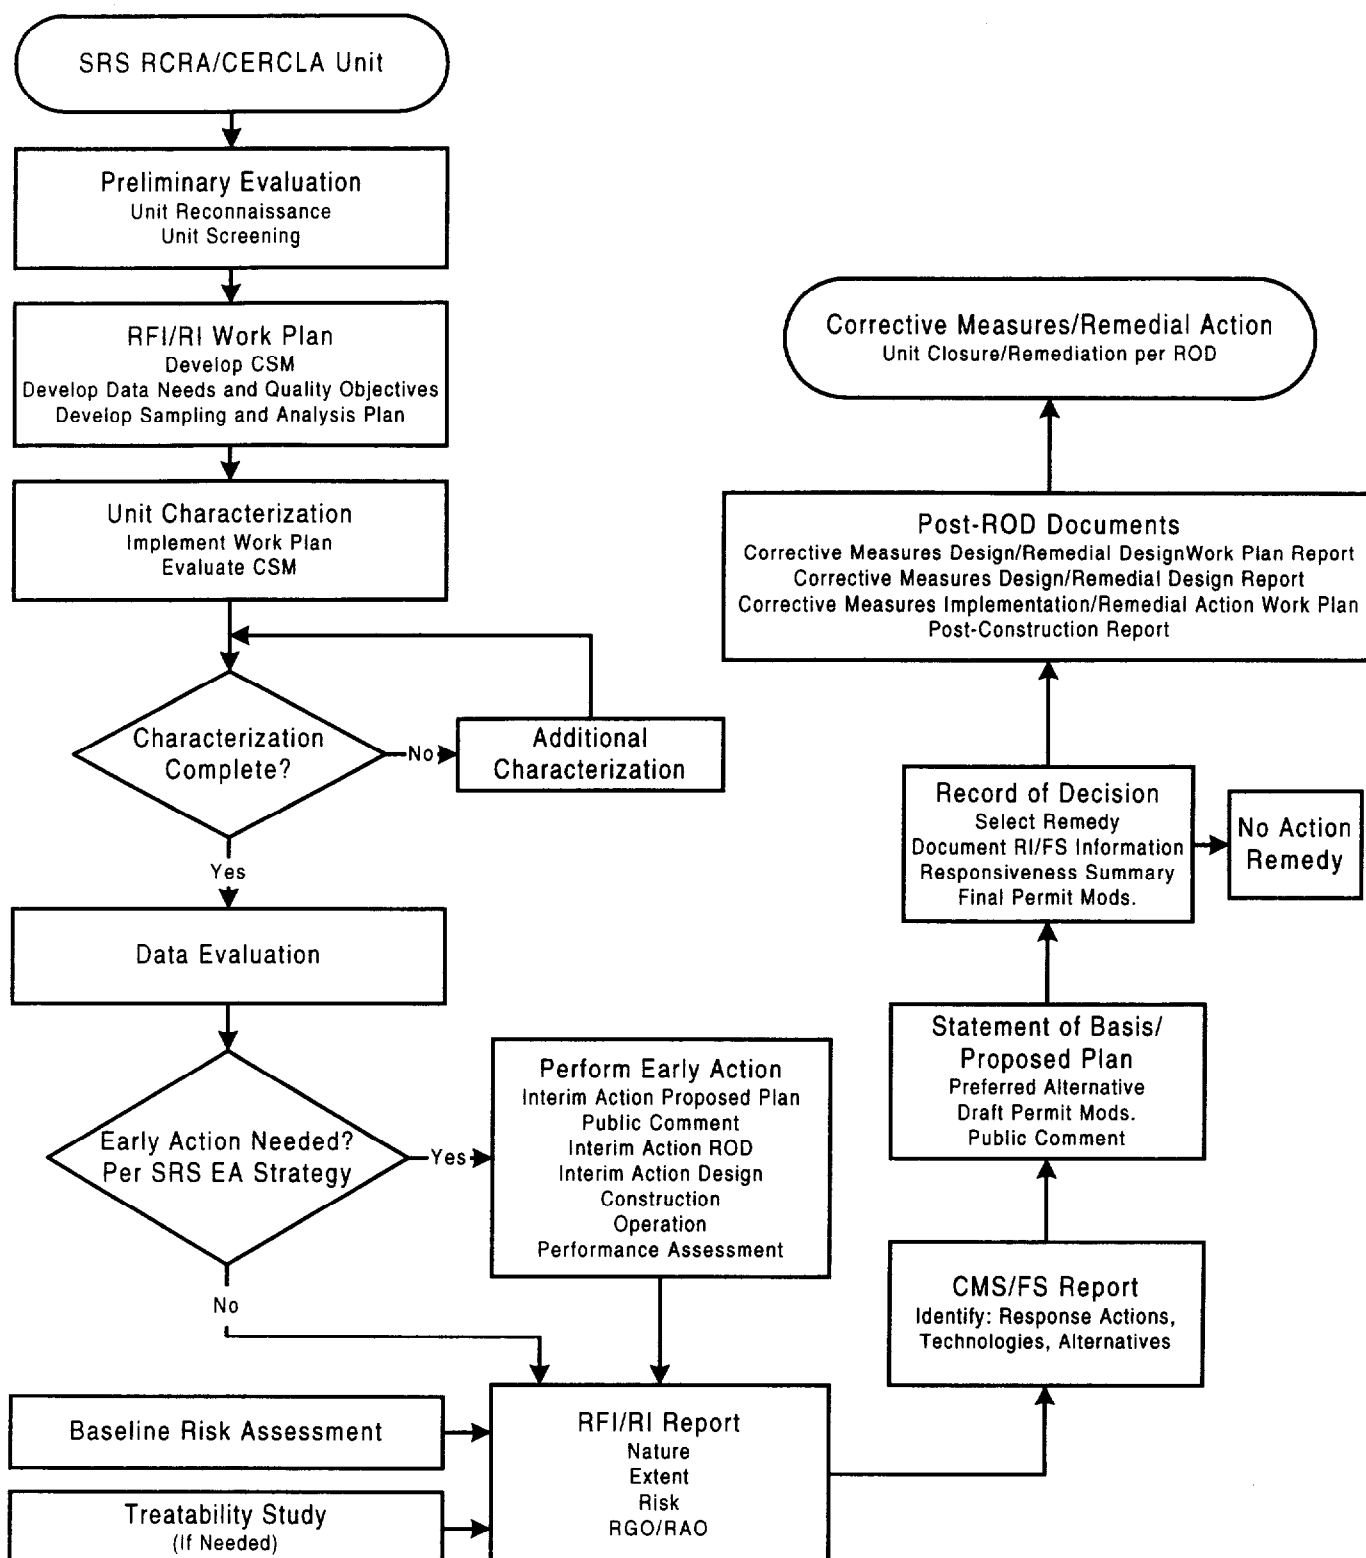 SRS RCRA/CERCLA Unit
Preliminary Evaluation
Unit Reconnaissance
Unit Screening
RFI/RI Work Plan
Develop CSM
Develop Data Needs and Quality Objectives
Develop Sampling and Analysis Plan
Unit Characterization
Implement Work Plan
Evaluate CSM
Characterization
Complete?
No
Additional
Characterization
Yes
Data Evaluation
Early Action Needed?
Per SRS EA Strategy
Yes
No
Perform Early Action
Interim Action Proposed Plan
Public Comment
Interim Action ROD
Interim Action Design
Construction
Operation
Performance Assessment
Baseline Risk Assessment
Treatability Study
(If Needed)
RFI/RI Report
Nature
Extent
Risk
RGO/RAO
CMS/FS Report
Identify: Response Actions,
Technologies, Alternatives
Statement of Basis/
Proposed Plan
Preferred Alternative
Draft Permit Mods.
Public Comment
Record of Decision
Select Remedy
Document RI/FS Information
Responsiveness Summary
Final Permit Mods.
No Action
Remedy
Post-ROD Documents
Corrective Measures Design/Remedial DesignWork Plan Report
Corrective Measures Design/Remedial Design Report
Corrective Measures Implementation/Remedial Action Work Plan
Post-Construction Report
Corrective Measures/Remedial Action
Unit Closure/Remediation per ROD